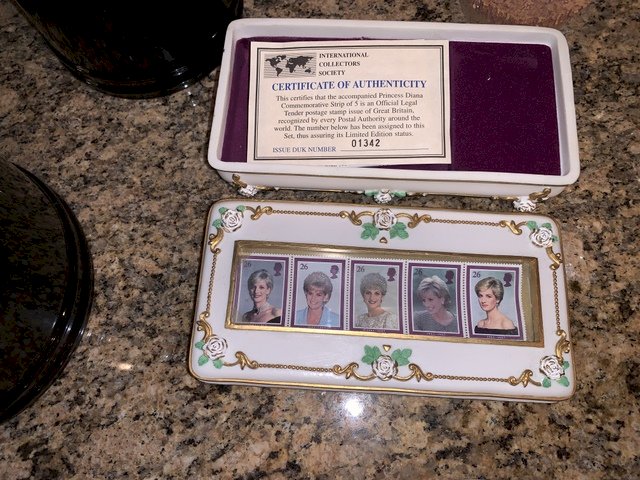 INTERNATIONAL
COLLECTORS
SOCIETY
CERTIFICATE OF AUTHENTICITY
This certifies that the accompanied Princess Diana
Commemorative Strip of 5 is an Official Legal
Tender postage stamp issue of Great Britain,
recognized by every Postal Authority around the
world. The number below has been assigned to this
Set, thus assuring its Limited Edition status.
ISSUE DUK NUMBER 01342
26 26 26 26 26